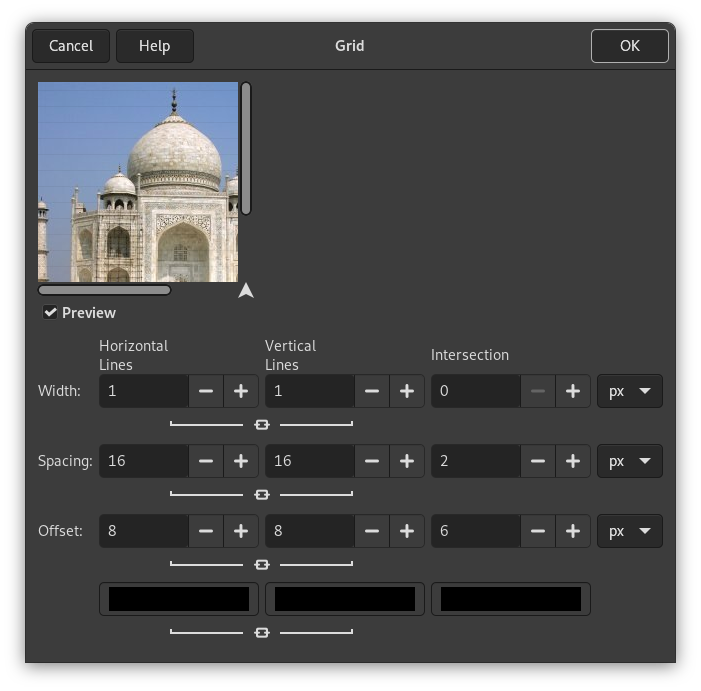 Cancel Help Grid OK
Preview
Horizontal Lines Vertical Lines Intersection
Width: 1 1 0 px
Spacing: 16 16 2 px
Offset: 8 8 6 px